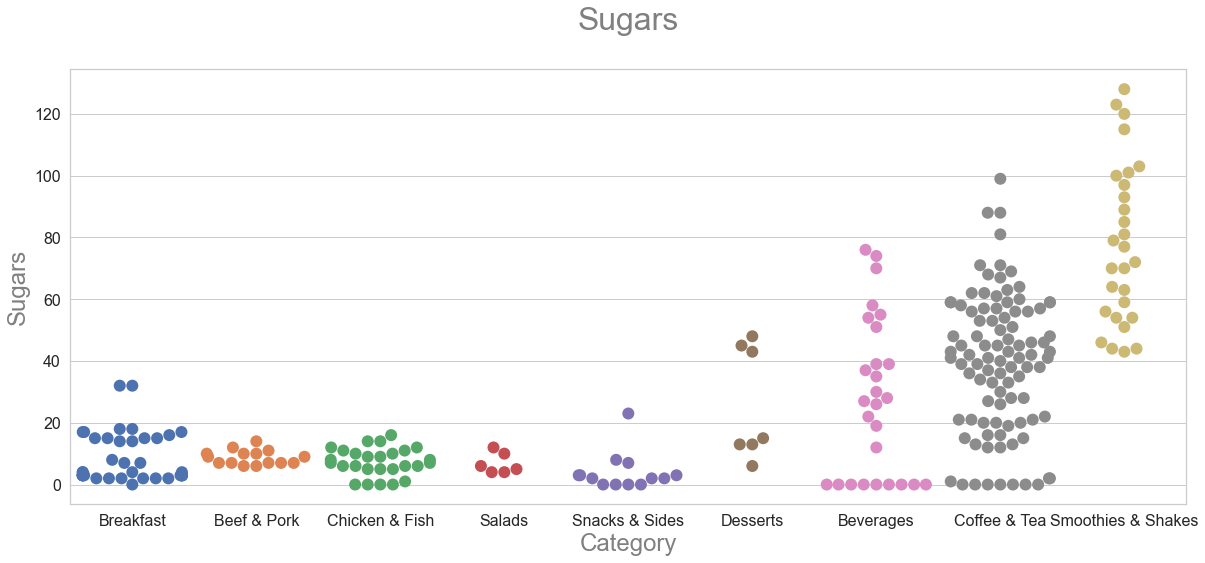 Sugars
120
100
80
60
40
20
0
Sugars
Breakfast Beef & Pork Chicken & Fish Salads Snacks & Sides Desserts Beverages Coffee & Tea Smoothies & Shakes
Category